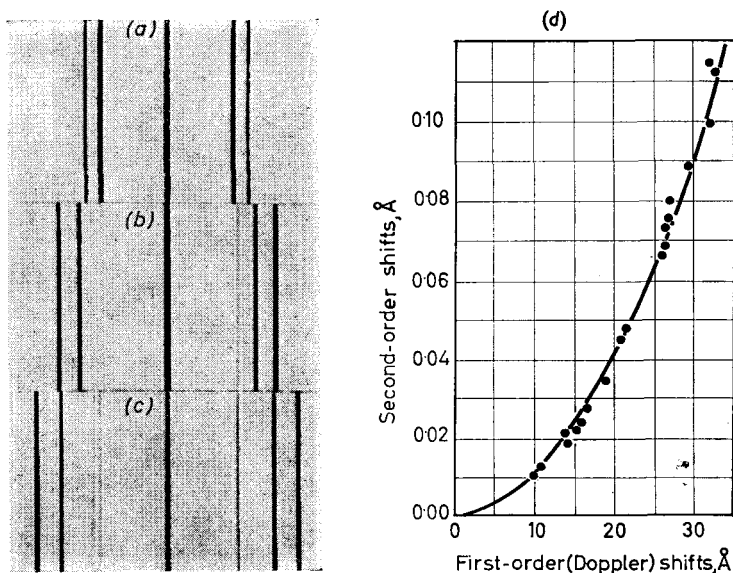 (a)
(b)
(c)
(d)
Second-order shifts, Å
0·10
0·08
0·06
0·04
0·02
0·00
0
10
20
30
First-order(Doppler) shifts,Å